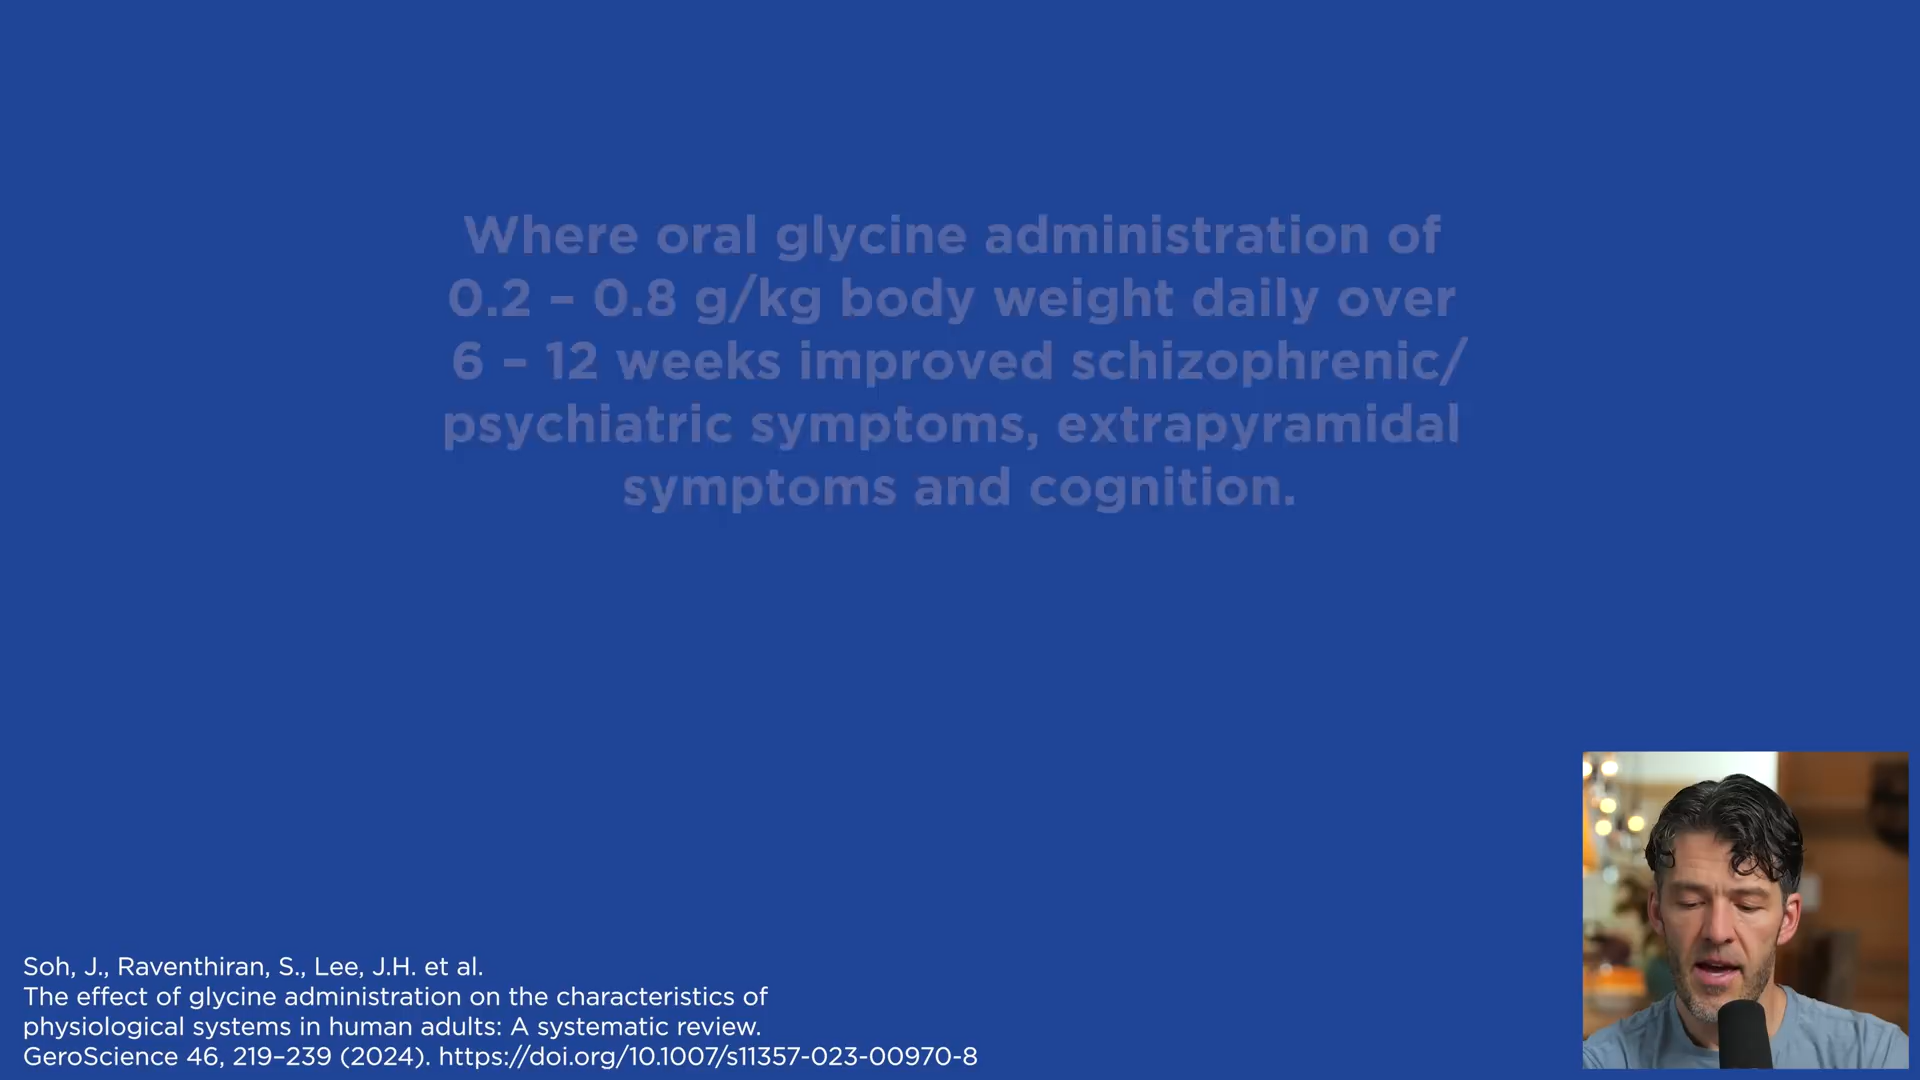 Where oral glycine administration of
0.2 – 0.8 g/kg body weight daily over
6 – 12 weeks improved schizophrenic/
psychiatric symptoms, extrapyramidal
symptoms and cognition.
Soh, J., Raventhiran, S., Lee, J.H. et al.
The effect of glycine administration on the characteristics of
physiological systems in human adults: A systematic review.
GeroScience 46, 219–239 (2024). https://doi.org/10.1007/s11357-023-00970-8